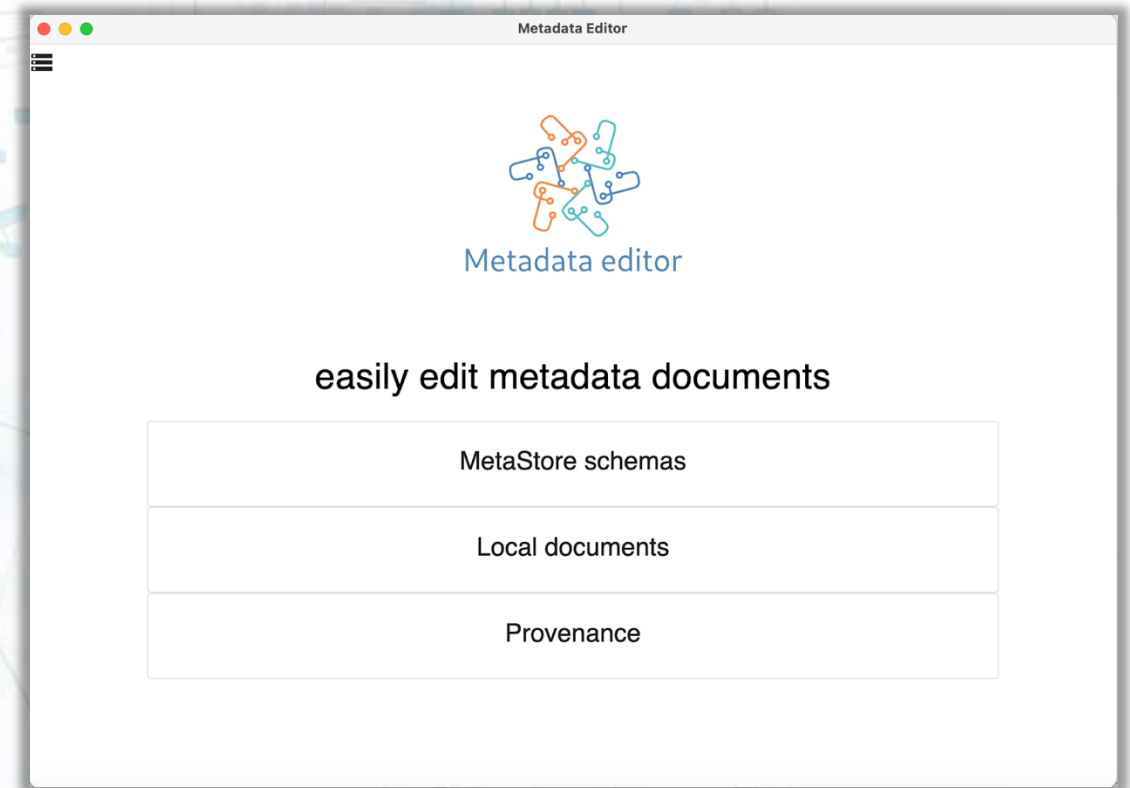 Metadata Editor
Metadata editor
easily edit metadata documents
MetaStore schemas
Local documents
Provenance